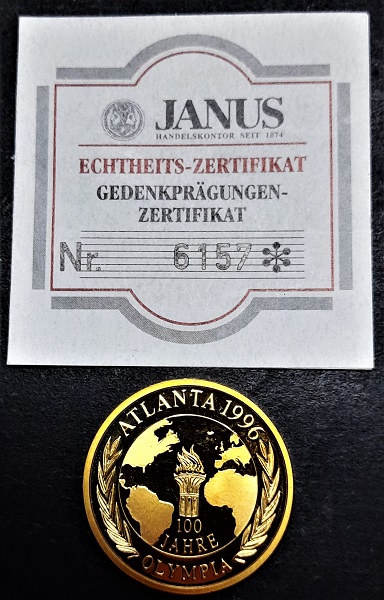 JANUS
HANDELSKONTOR SEIT 1874
ECHTHEITS-ZERTIFIKAT
GEDENKPRÄGUNGEN-
ZERTIFIKAT
Nr. 6157 *
ATLANTA 1996
100
JAHRE
OLYMPIA